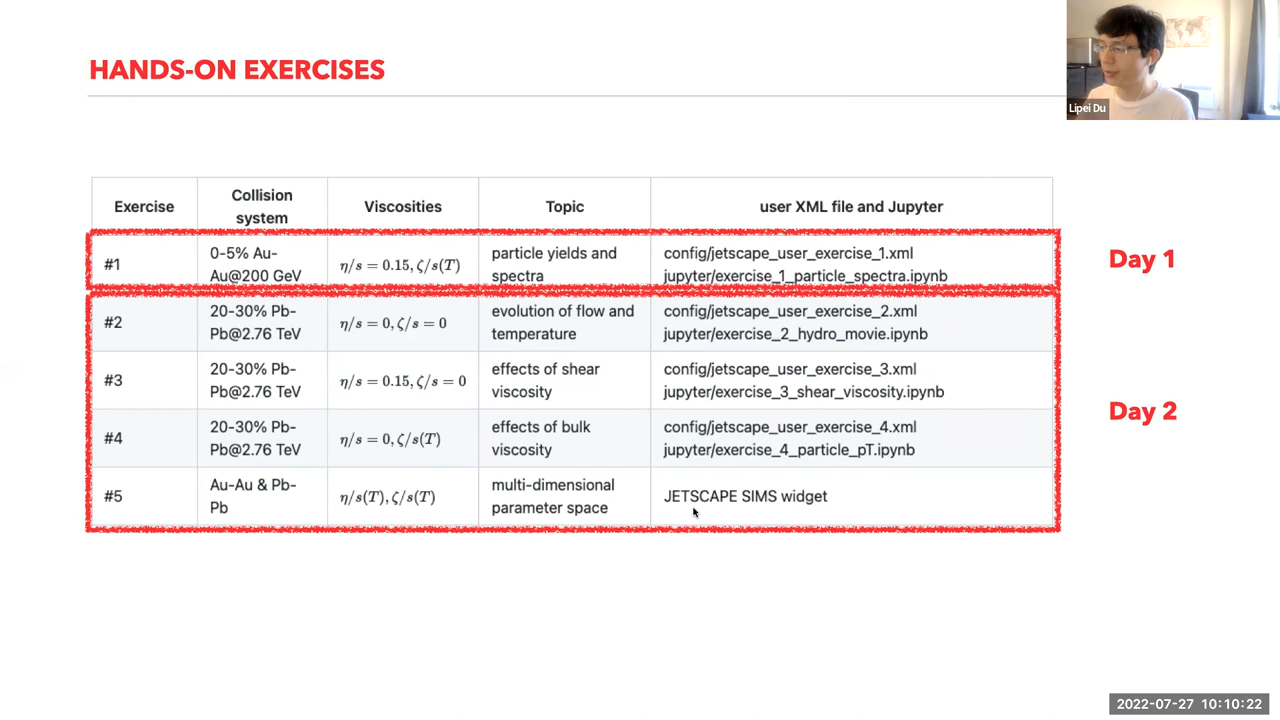 HANDS-ON EXERCISES
Lipei Du
Exercise
Collision
system
Viscosities
Topic
user XML file and Jupyter
#1
0-5% Au-
Au@200 GeV
η/s = 0.15, ζ/s(T)
particle yields and
spectra
config/jetscape_user_exercise_1.xml
jupyter/exercise_1_particle_spectra.ipynb
Day 1
#2
20-30% Pb-
Pb@2.76 TeV
η/s = 0, ζ/s = 0
evolution of flow and
temperature
config/jetscape_user_exercise_2.xml
jupyter/exercise_2_hydro_movie.ipynb
#3
20-30% Pb-
Pb@2.76 TeV
η/s = 0.15, ζ/s = 0
effects of shear
viscosity
config/jetscape_user_exercise_3.xml
jupyter/exercise_3_shear_viscosity.ipynb
Day 2
#4
20-30% Pb-
Pb@2.76 TeV
η/s = 0, ζ/s(T)
effects of bulk
viscosity
config/jetscape_user_exercise_4.xml
jupyter/exercise_4_particle_pT.ipynb
#5
Au-Au & Pb-
Pb
η/s(T), ζ/s(T)
multi-dimensional
parameter space
JETSCAPE SIMS widget
2022-07-27 10:10:22